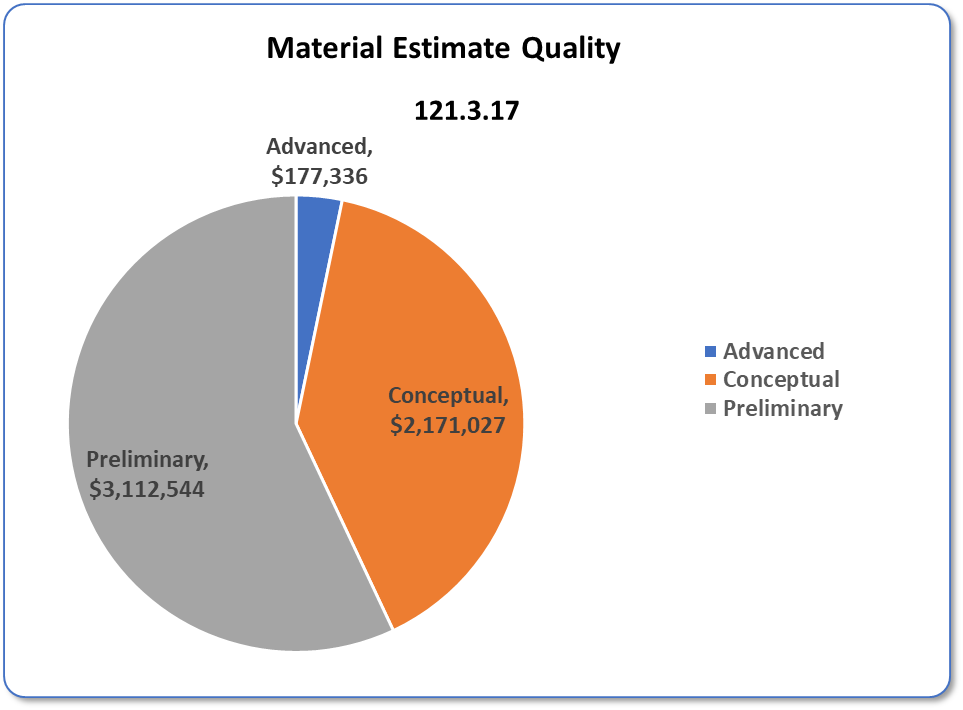 Material Estimate Quality
121.3.17
Advanced,
$177,336
Conceptual,
$2,171,027
Preliminary,
$3,112,544
Advanced
Conceptual
Preliminary